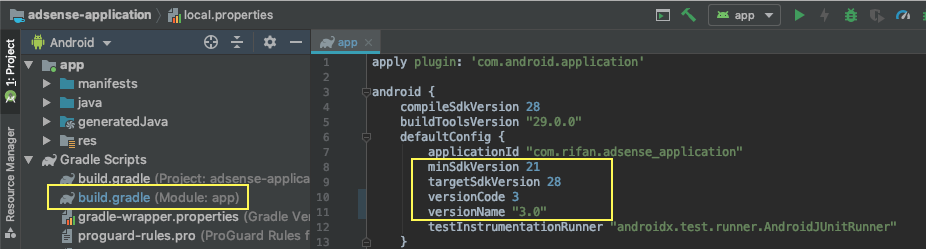 adsense-application
local.properties
app
Android
app
1: Project
Resource Manager
app
manifests
java
generatedJava
res
Gradle Scripts
build.gradle (Project: adsense-applica
build.gradle (Module: app)
gradle-wrapper.properties (Gradle Ver
proguard-rules.pro (ProGuard Rules f
1 apply plugin: 'com.android.application'
2
3 android {
4 compileSdkVersion 28
5 buildToolsVersion "29.0.0"
6 defaultConfig {
7 applicationId "com.rifan.adsense_application"
8 minSdkVersion 21
9 targetSdkVersion 28
10 versionCode 3
11 versionName "3.0"
12 testInstrumentationRunner "androidx.test.runner.AndroidJUnitRunner"
13 }